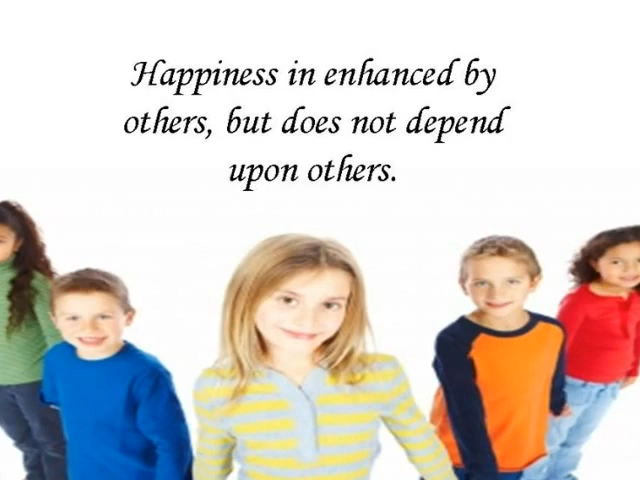 Happiness in enhanced by
others, but does not depend
upon others.